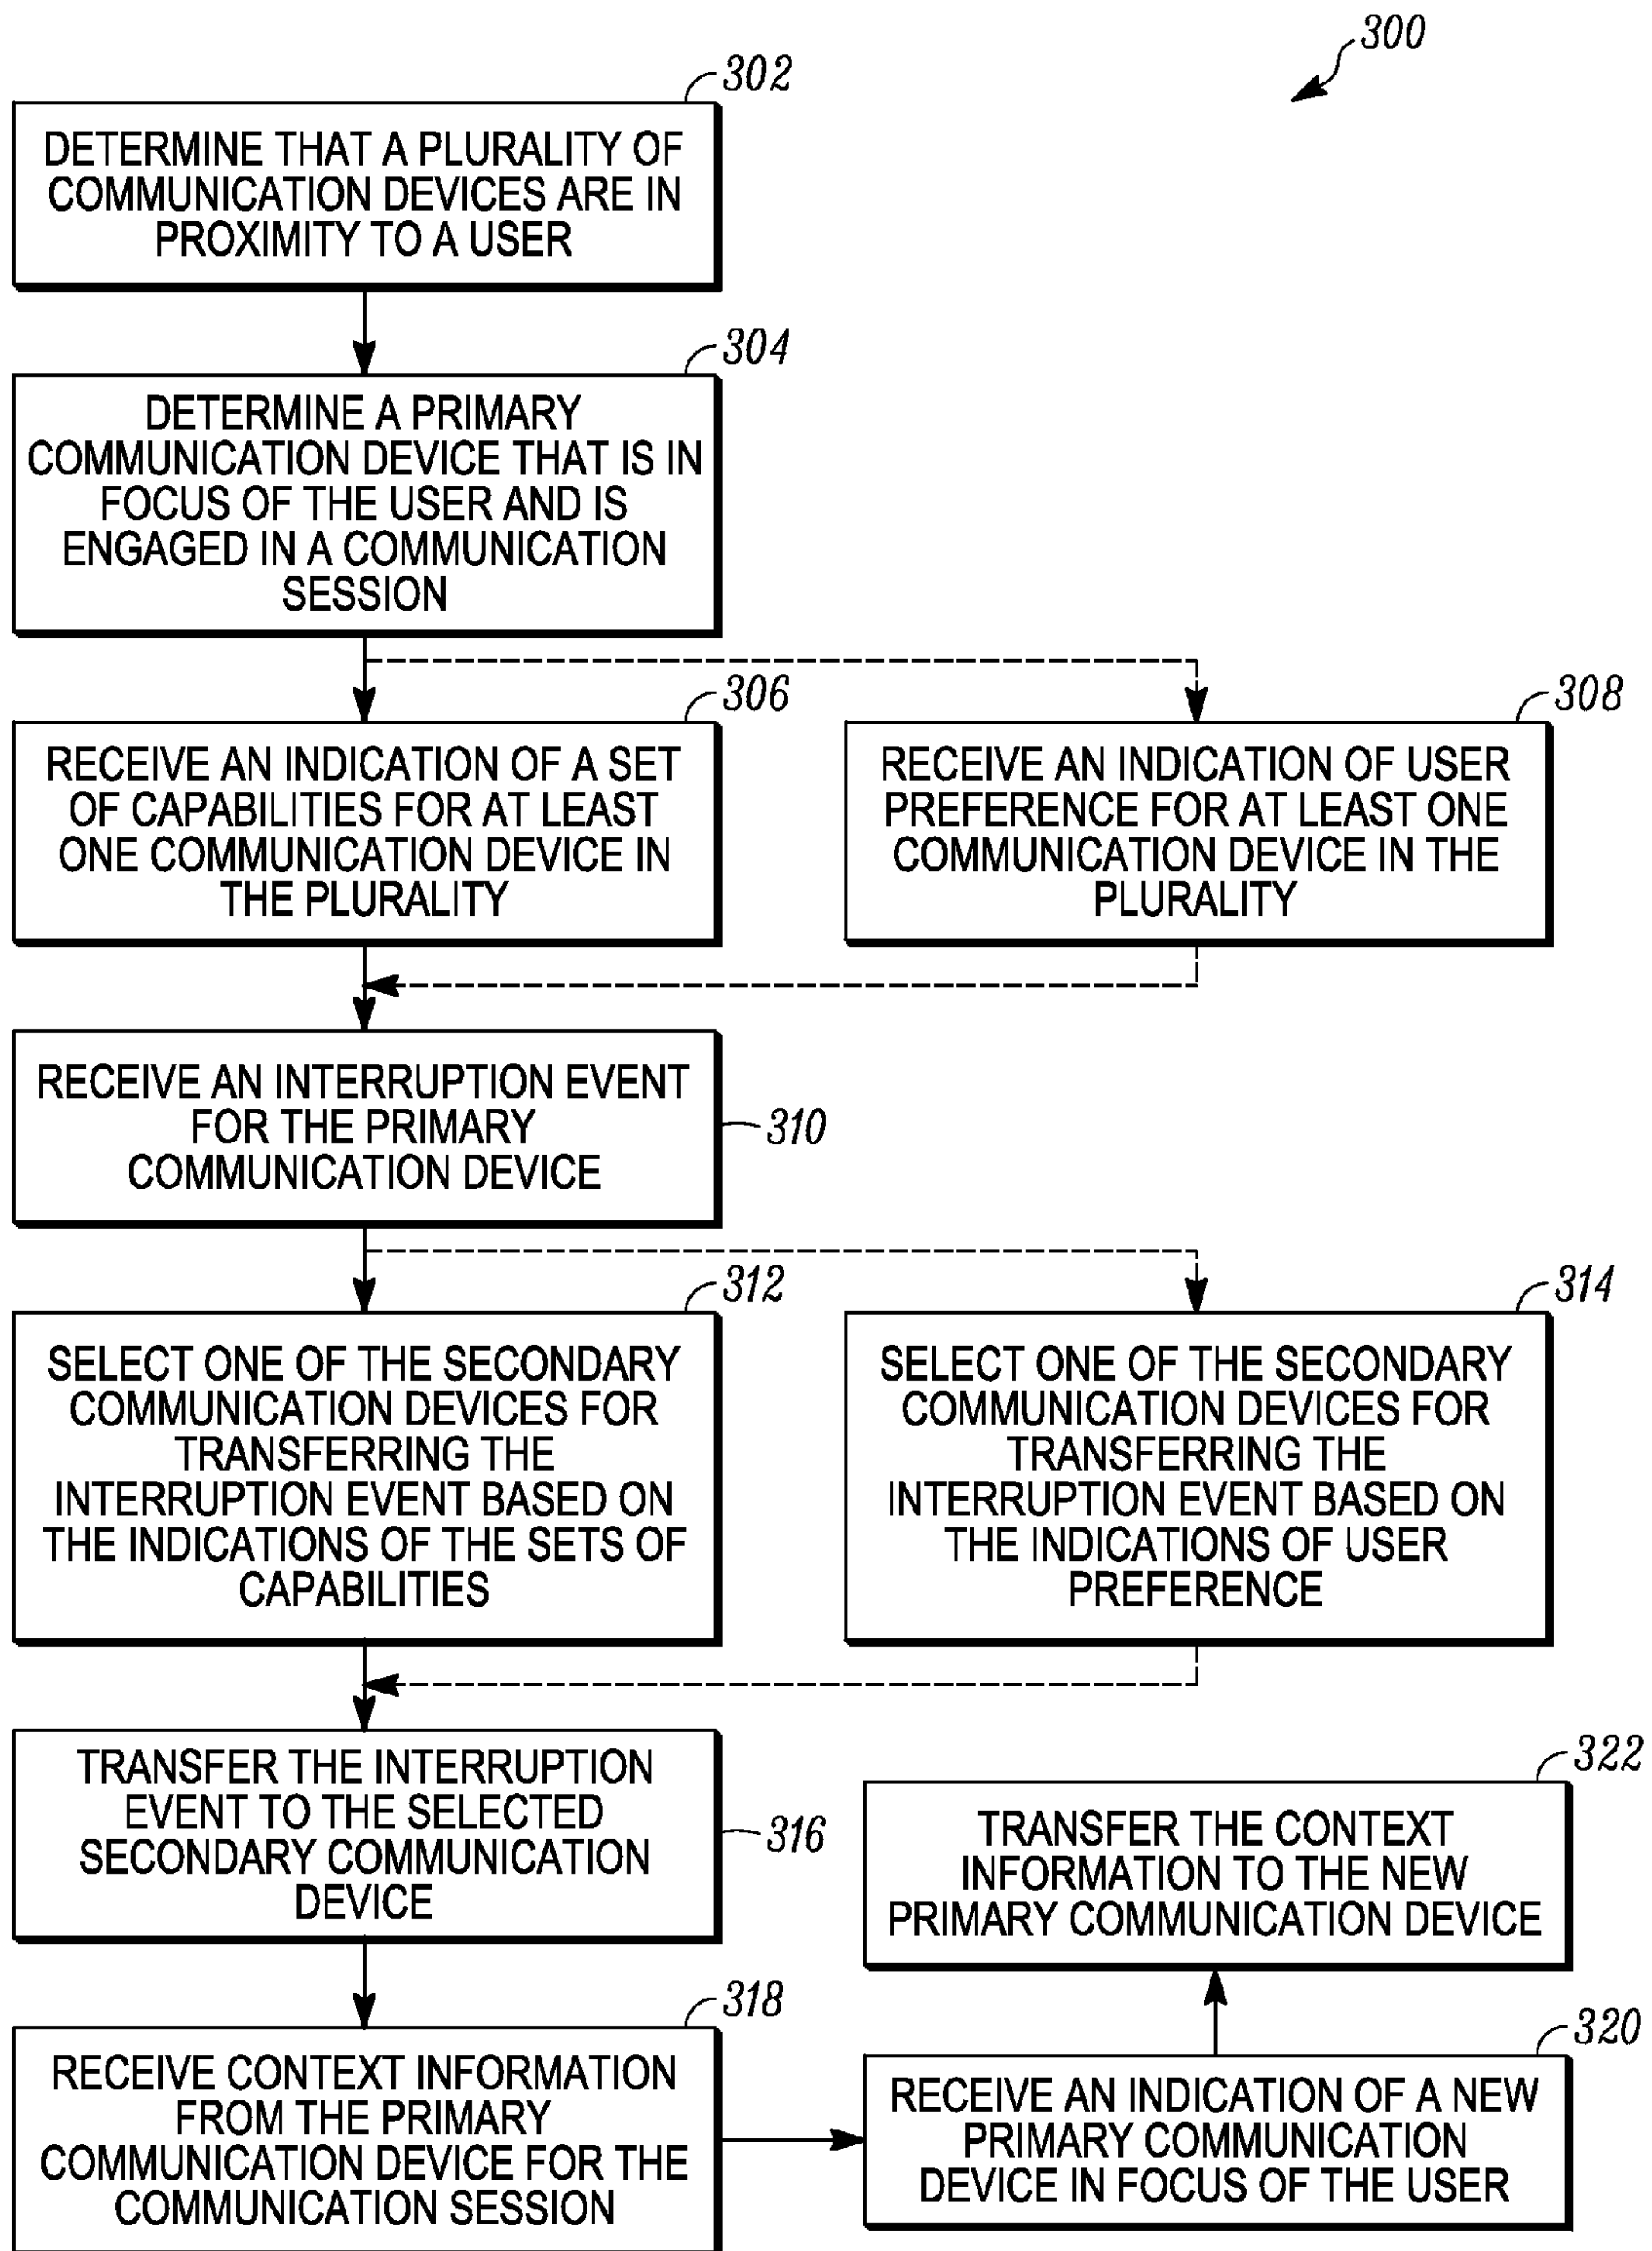 300
302
DETERMINE THAT A PLURALITY OF
COMMUNICATION DEVICES ARE IN
PROXIMITY TO A USER
304
DETERMINE A PRIMARY
COMMUNICATION DEVICE THAT IS IN
FOCUS OF THE USER AND IS
ENGAGED IN A COMMUNICATION
SESSION
306
RECEIVE AN INDICATION OF A SET
OF CAPABILITIES FOR AT LEAST
ONE COMMUNICATION DEVICE IN
THE PLURALITY
308
RECEIVE AN INDICATION OF USER
PREFERENCE FOR AT LEAST ONE
COMMUNICATION DEVICE IN THE
PLURALITY
RECEIVE AN INTERRUPTION EVENT
FOR THE PRIMARY
COMMUNICATION DEVICE
310
312
SELECT ONE OF THE SECONDARY
COMMUNICATION DEVICES FOR
TRANSFERRING THE
INTERRUPTION EVENT BASED ON
THE INDICATIONS OF THE SETS OF
CAPABILITIES
314
SELECT ONE OF THE SECONDARY
COMMUNICATION DEVICES FOR
TRANSFERRING THE
INTERRUPTION EVENT BASED ON
THE INDICATIONS OF USER
PREFERENCE
TRANSFER THE INTERRUPTION
EVENT TO THE SELECTED
SECONDARY COMMUNICATION
DEVICE
316
318
RECEIVE CONTEXT INFORMATION
FROM THE PRIMARY
COMMUNICATION DEVICE FOR THE
COMMUNICATION SESSION
320
RECEIVE AN INDICATION OF A NEW
PRIMARY COMMUNICATION
DEVICE IN FOCUS OF THE USER
322
TRANSFER THE CONTEXT
INFORMATION TO THE NEW
PRIMARY COMMUNICATION DEVICE